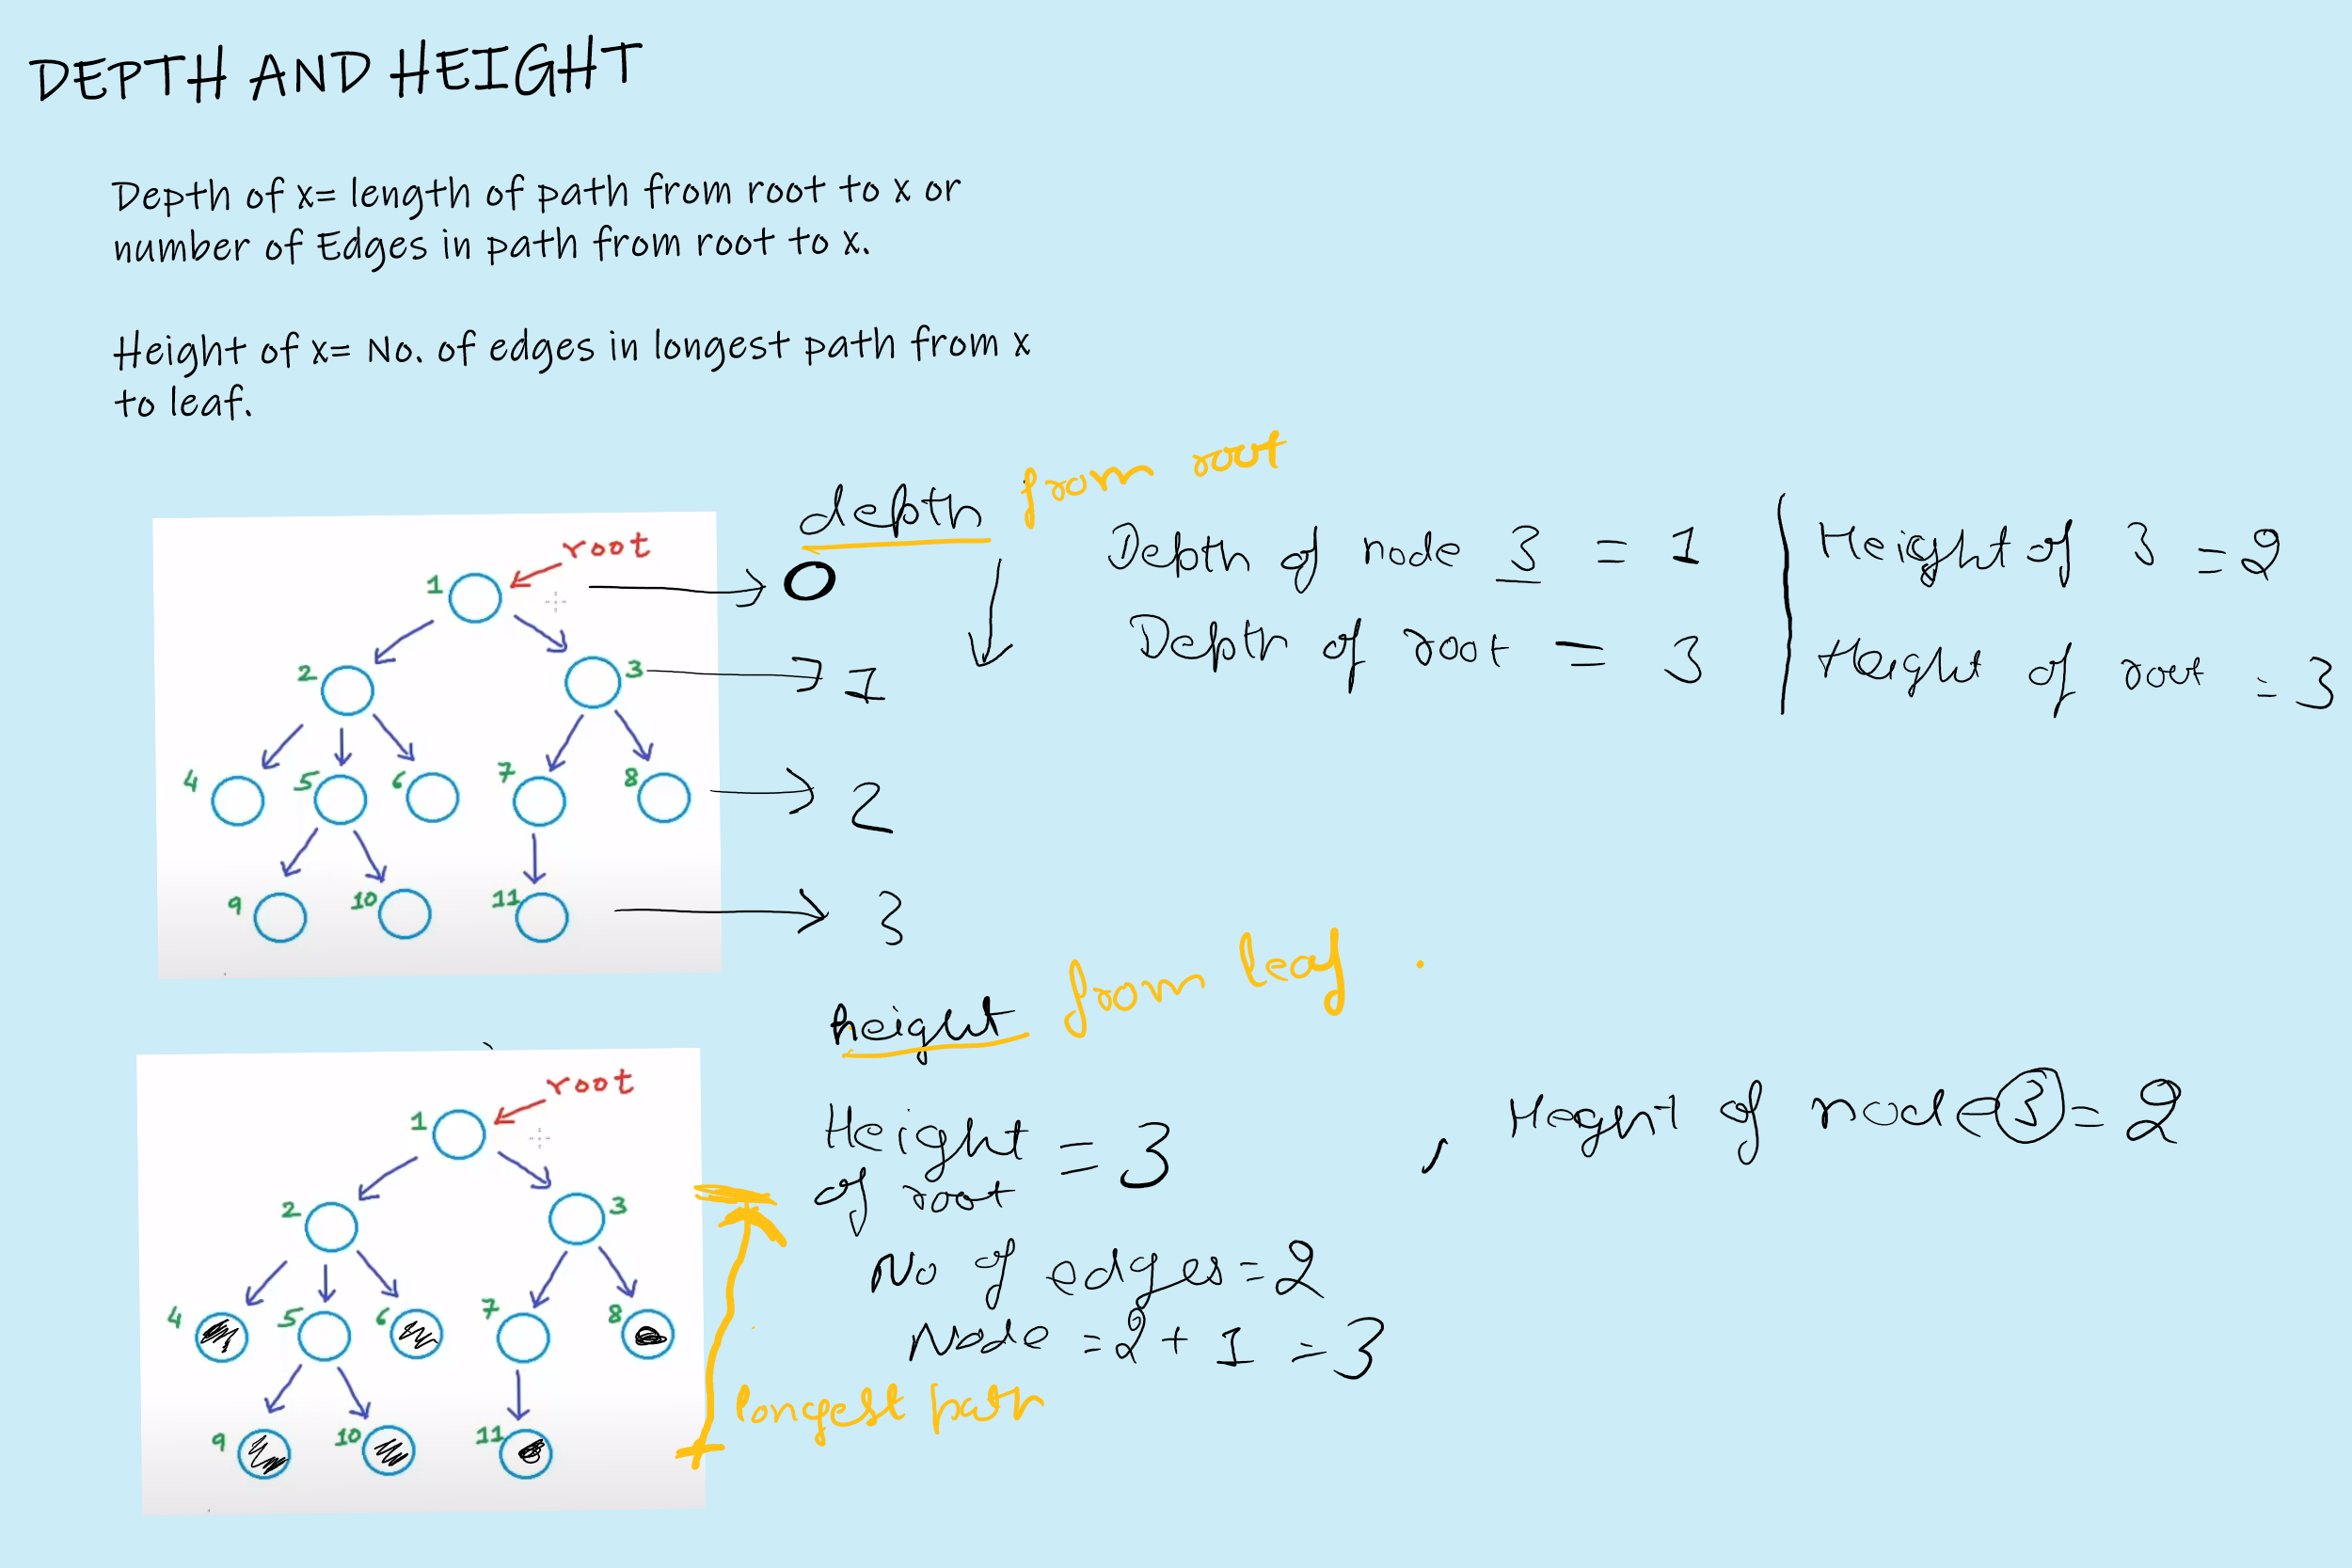 DEPTH AND HEIGHT
Depth of x= length of path from root to x or
number of Edges in path from root to x.
Height of x= No. of edges in longest path from x
to leaf.
depth from root
Depth of node 3 = 1
Depth of root = 3
Height of 3 = 2
Height of root = 3
root
1
0
2
3
1
4
5
6
7
8
2
9
10
11
3
height from leaf.
root
1
2
3
4
5
6
7
8
9
10
11
Height = 3
of root
, Heght of node 3 = 2
No of edges = 2
Node = 2 + 1 = 3
longest path